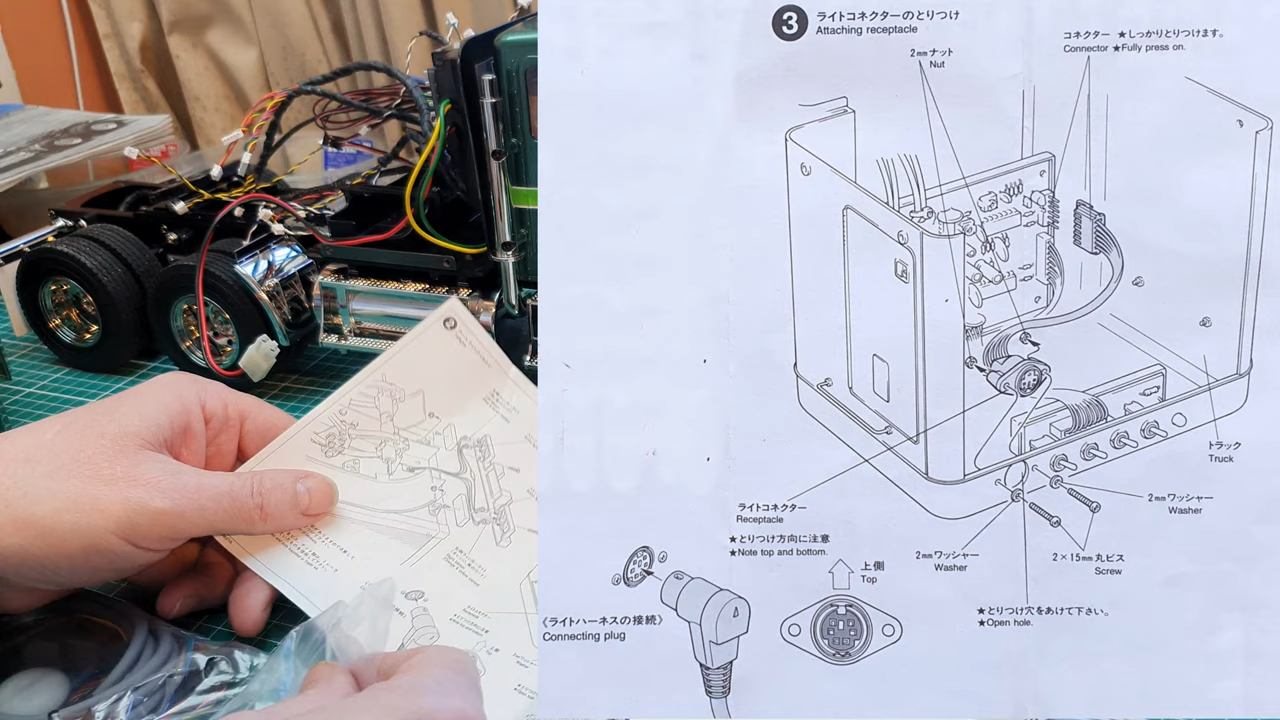 3
ライトコネクターのとりつけ
Attaching receptacle
コネクター ★しっかりとりつけます。
Connector ★Fully press on.
2mmナット
Nut
トラック
Truck
ライトコネクター
Receptacle
2mmワッシャー
Washer
★とりつけ方向に注意
★Note top and bottom.
2mmワッシャー
Washer
2×15mm丸ビス
Screw
上側
Top
《ライトハーネスの接続》
Connecting plug
★とりつけ穴をあけて下さい。
★Open hole.